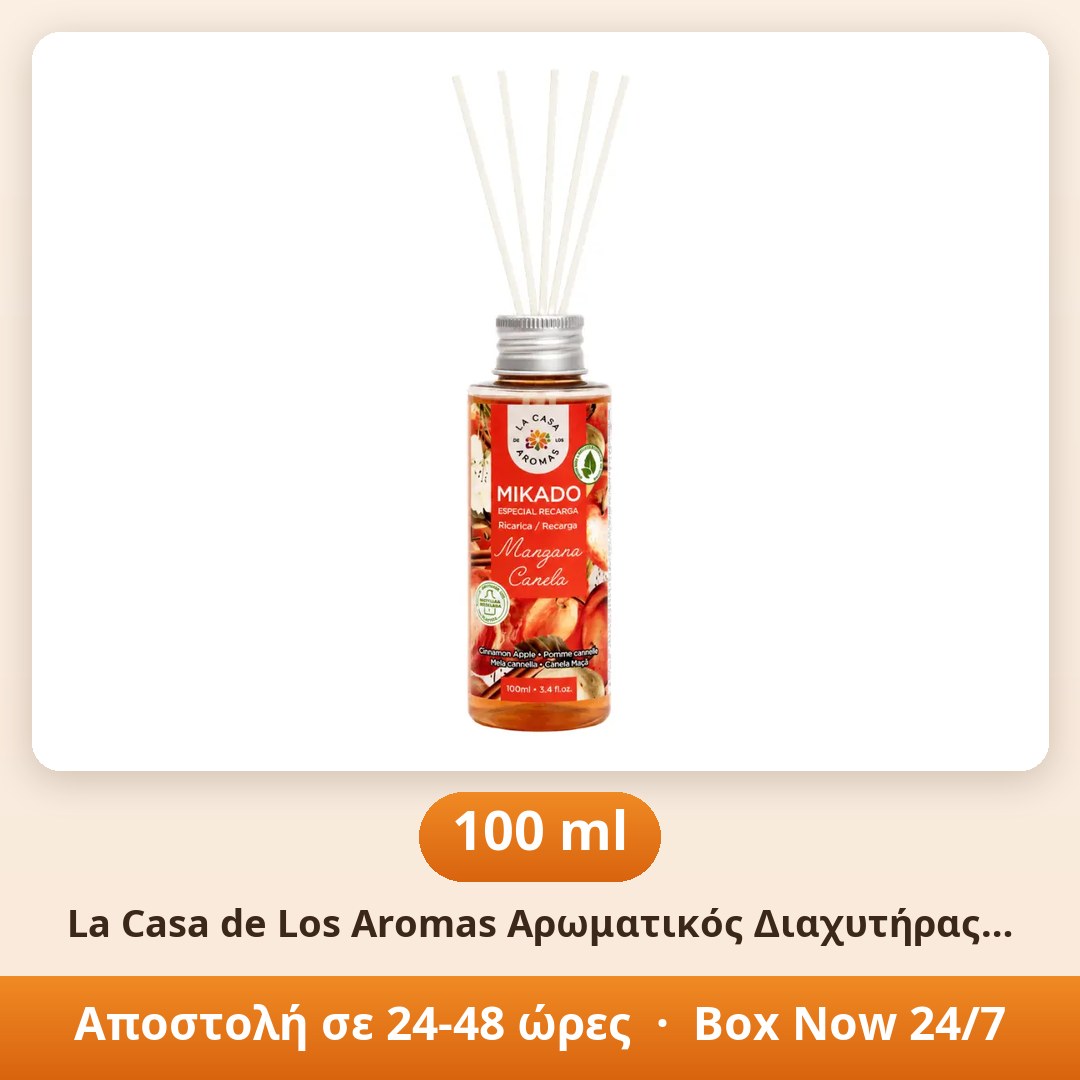 LA CASA
DE LOS
AROMAS
MIKADO
ESPECIAL RECARGA
Ricarica / Recarga
Manzana
Canela
Cinnamon Apple • Pomme cannelle
Mela cannella • Canela Maçã
100ml • 3,4 fl.oz.
100 ml
La Casa de Los Aromas Αρωματικός Διαχυτήρας...
Αποστολή σε 24-48 ώρες · Box Now 24/7